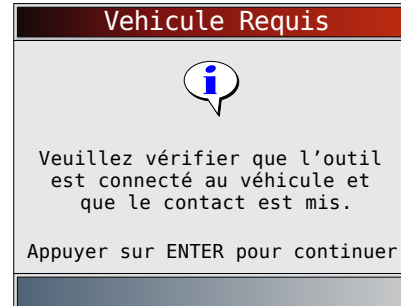 Vehicule Requis
i
Veuillez vérifier que l’outil
est connecté au véhicule et
que le contact est mis.
Appuyer sur ENTER pour continuer